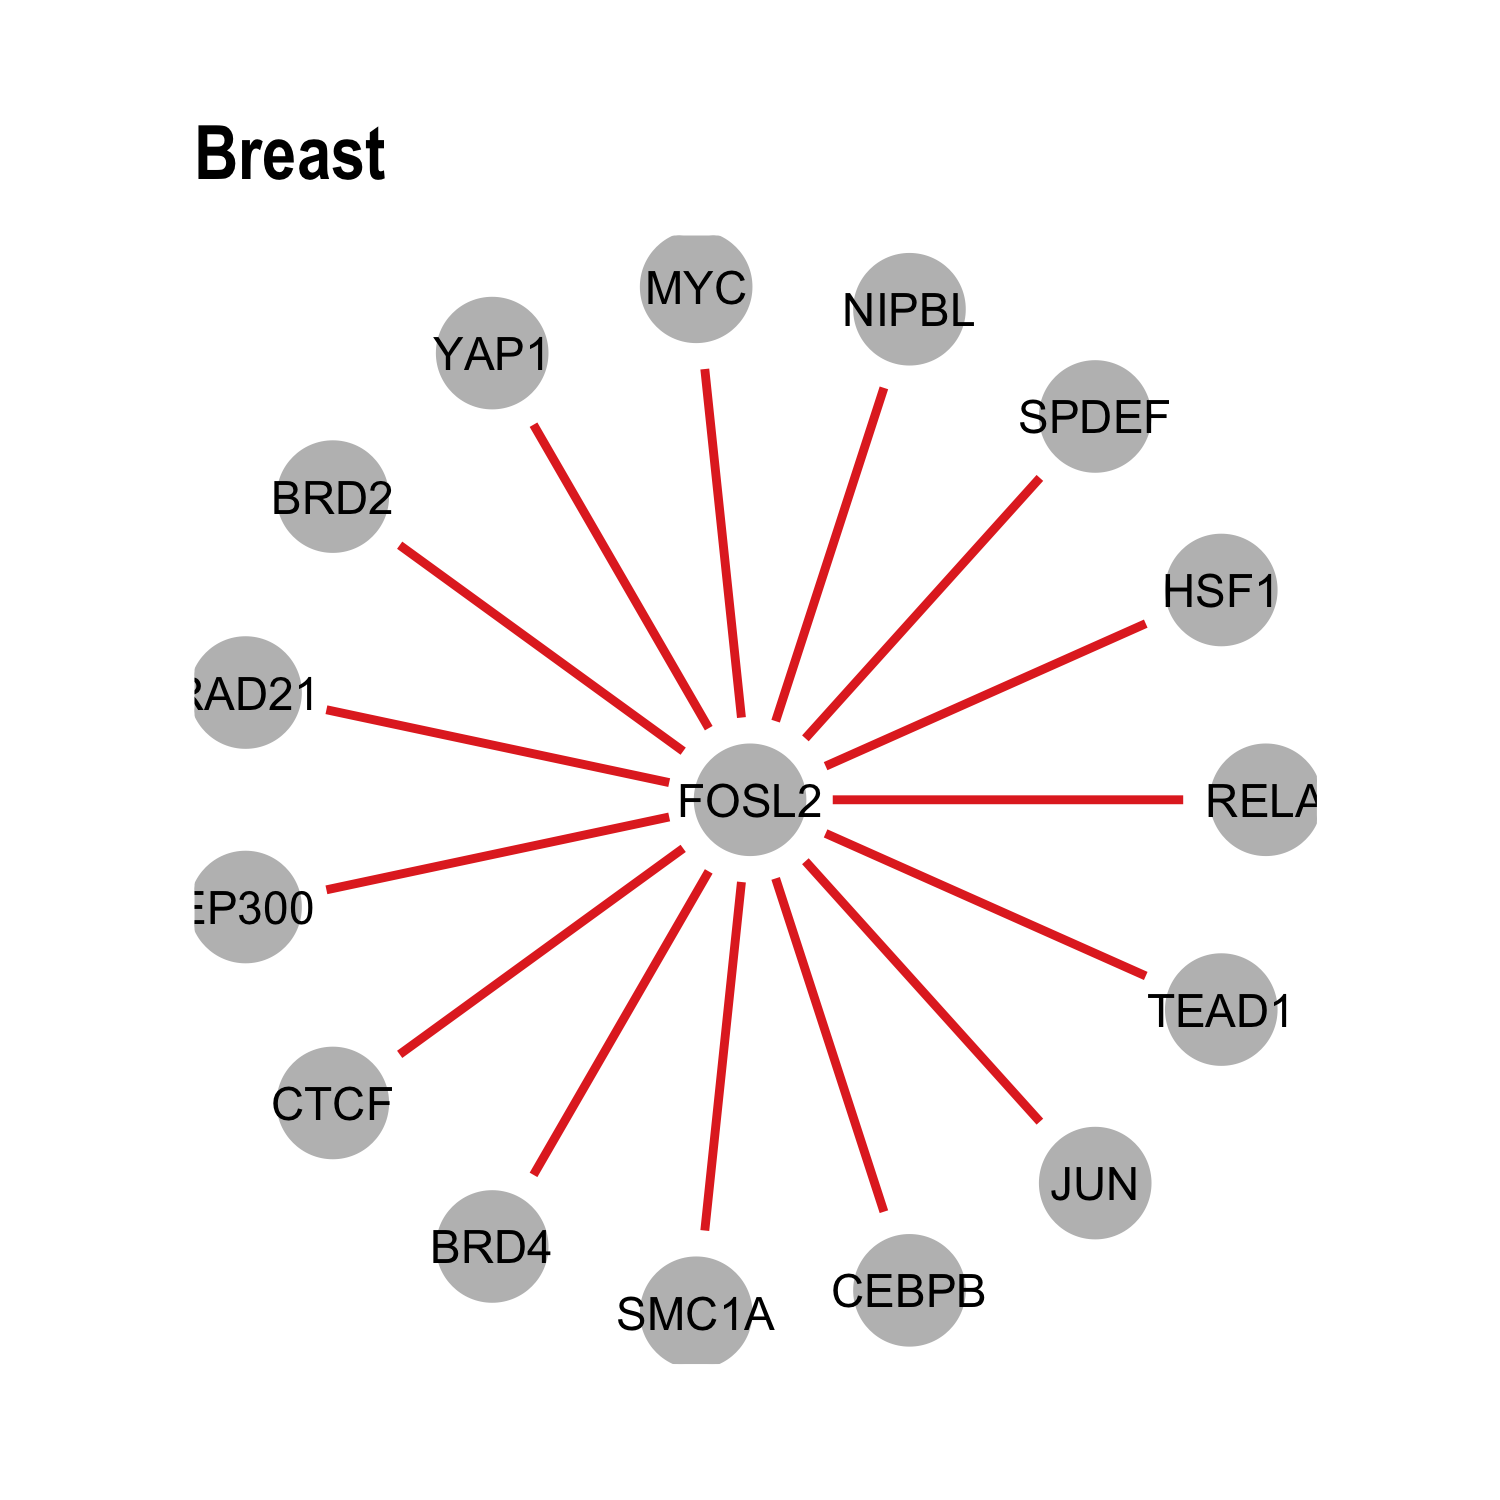 Breast
MYC
NIPBL
YAP1
SPDEF
BRD2
HSF1
RAD21
FOSL2
RELA
EP300
TEAD1
CTCF
JUN
BRD4
CEBPB
SMC1A